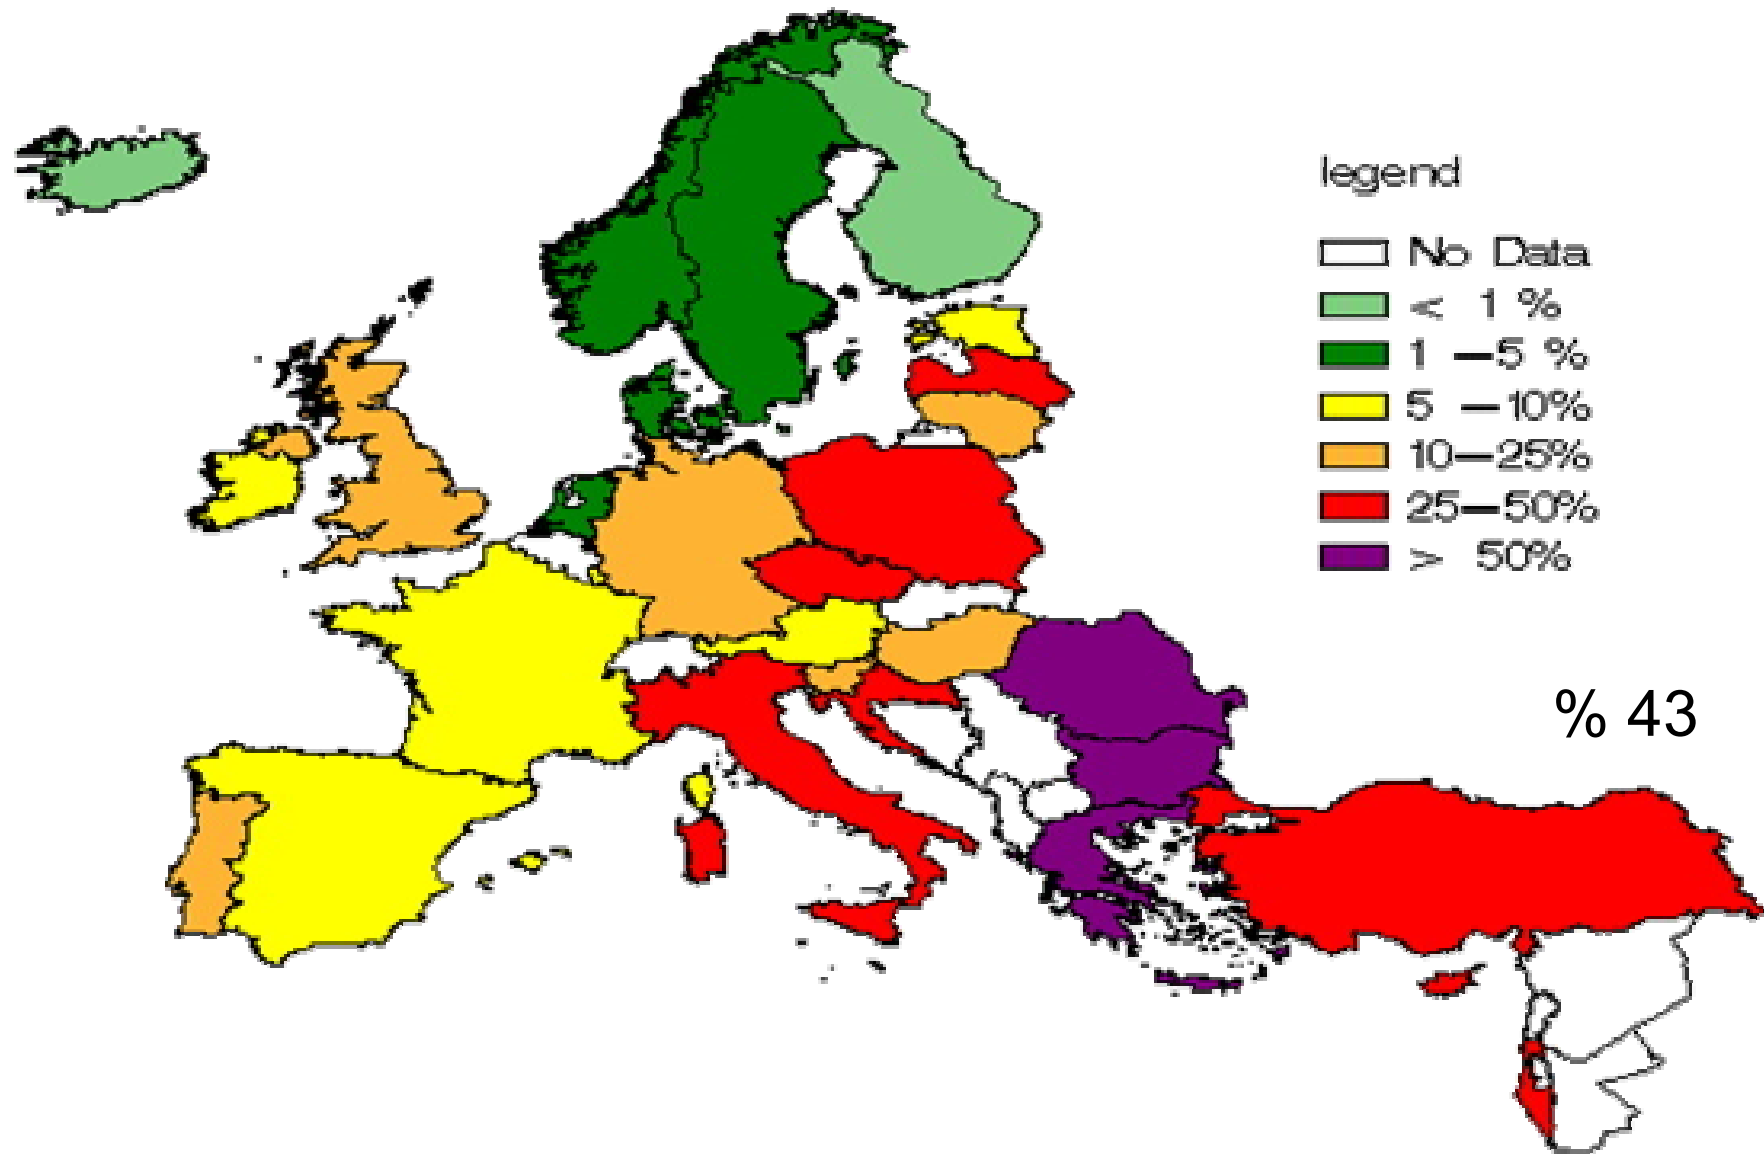 legend
No Data
< 1 %
1 —5 %
5 —10%
10—25%
25—50%
> 50%
% 43